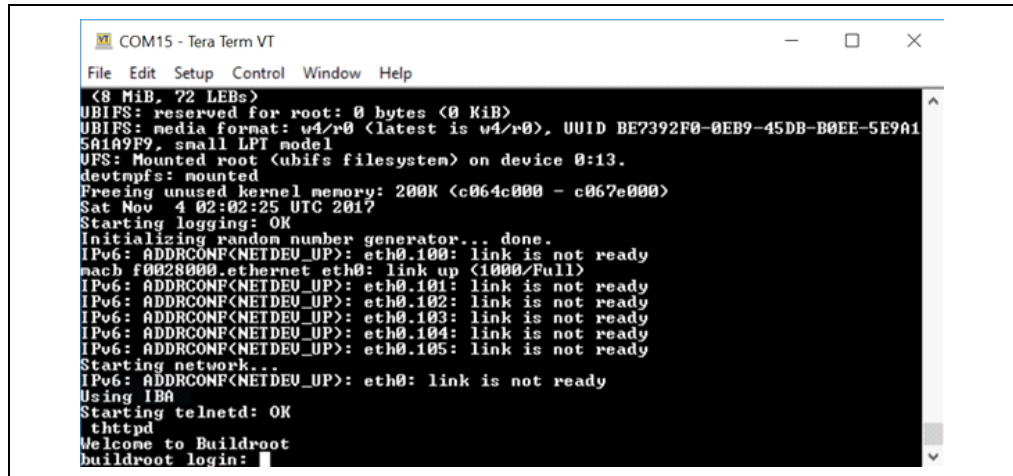 COM15 - Tera Term VT
File Edit Setup Control Window Help
(8 MiB, 72 LEBs)
UBIFS: reserved for root: 0 bytes (0 KiB)
UBIFS: media format: w4/r0 (latest is w4/r0), UUID BE7392F0-0EB9-45DB-B0EE-5E9A1
5A1A9F9, small LPT model
VFS: Mounted root (ubifs filesystem) on device 0:13.
devtmpfs: mounted
Freeing unused kernel memory: 200K (c064c000 - c067e000)
Sat Nov  4 02:02:25 UTC 2017
Starting logging: OK
Initializing random number generator... done.
IPv6: ADDRCONF(NETDEV_UP): eth0.100: link is not ready
macb f0028000.ethernet eth0: link up (1000/Full)
IPv6: ADDRCONF(NETDEV_UP): eth0.101: link is not ready
IPv6: ADDRCONF(NETDEV_UP): eth0.102: link is not ready
IPv6: ADDRCONF(NETDEV_UP): eth0.103: link is not ready
IPv6: ADDRCONF(NETDEV_UP): eth0.104: link is not ready
IPv6: ADDRCONF(NETDEV_UP): eth0.105: link is not ready
Starting network...
IPv6: ADDRCONF(NETDEV_UP): eth0: link is not ready
Using IBA
Starting telnetd: OK
thttpd
Welcome to Buildroot
buildroot login: